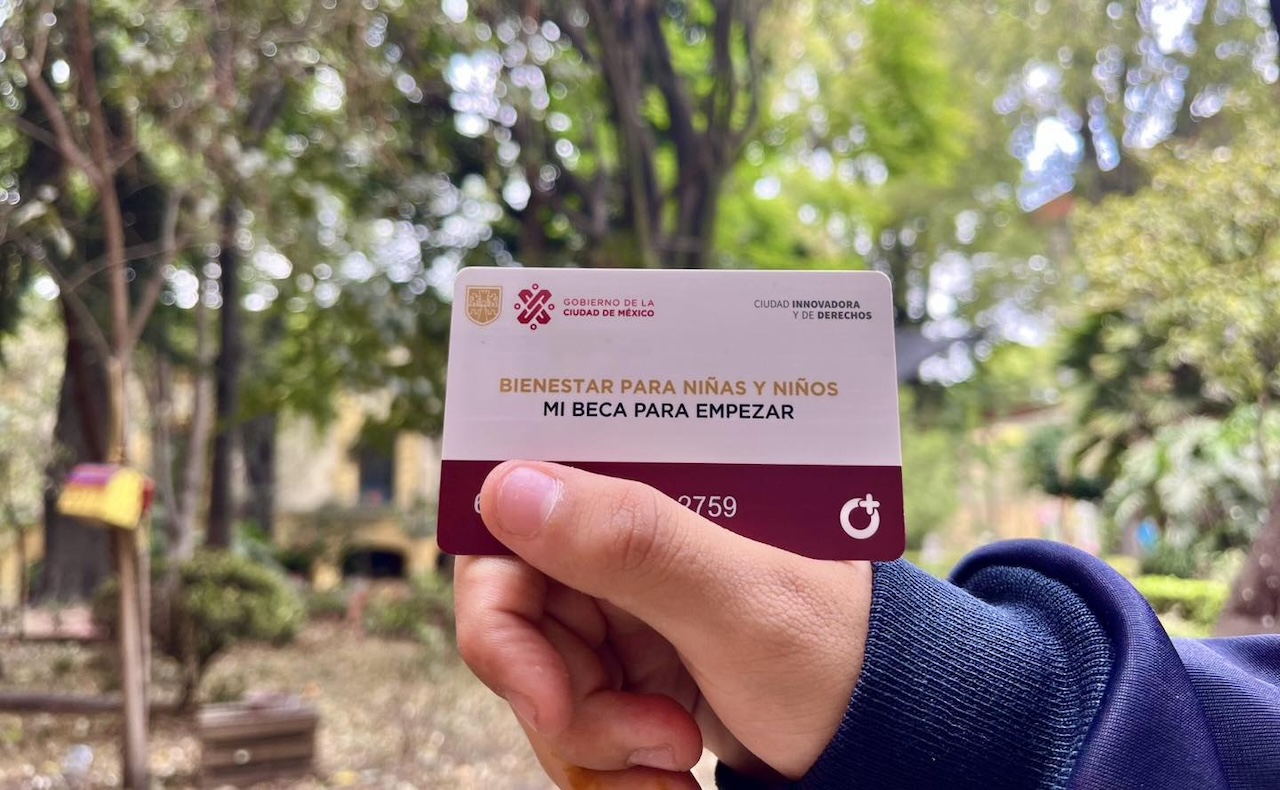 GOBIERNO DE LA
CIUDAD DE MÉXICO
CIUDAD INNOVADORA
Y DE DERECHOS
BIENESTAR PARA NIÑAS Y NIÑOS
MI BECA PARA EMPEZAR
2759